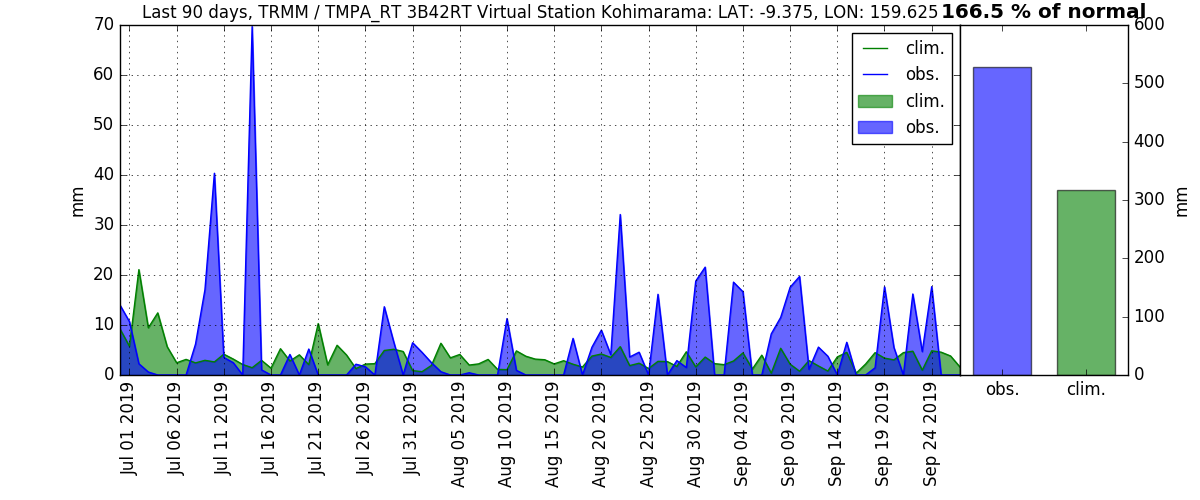 Last 90 days, TRMM / TMPA_RT 3B42RT Virtual Station Kohimarama: LAT: -9.375, LON: 159.625
166.5 % of normal
70
60
50
40
30
20
10
0
mm
clim.
obs.
clim.
obs.
600
500
400
300
200
100
0
mm
Jul 01 2019
Jul 06 2019
Jul 11 2019
Jul 16 2019
Jul 21 2019
Jul 26 2019
Jul 31 2019
Aug 05 2019
Aug 10 2019
Aug 15 2019
Aug 20 2019
Aug 25 2019
Aug 30 2019
Sep 04 2019
Sep 09 2019
Sep 14 2019
Sep 19 2019
Sep 24 2019
obs.
clim.